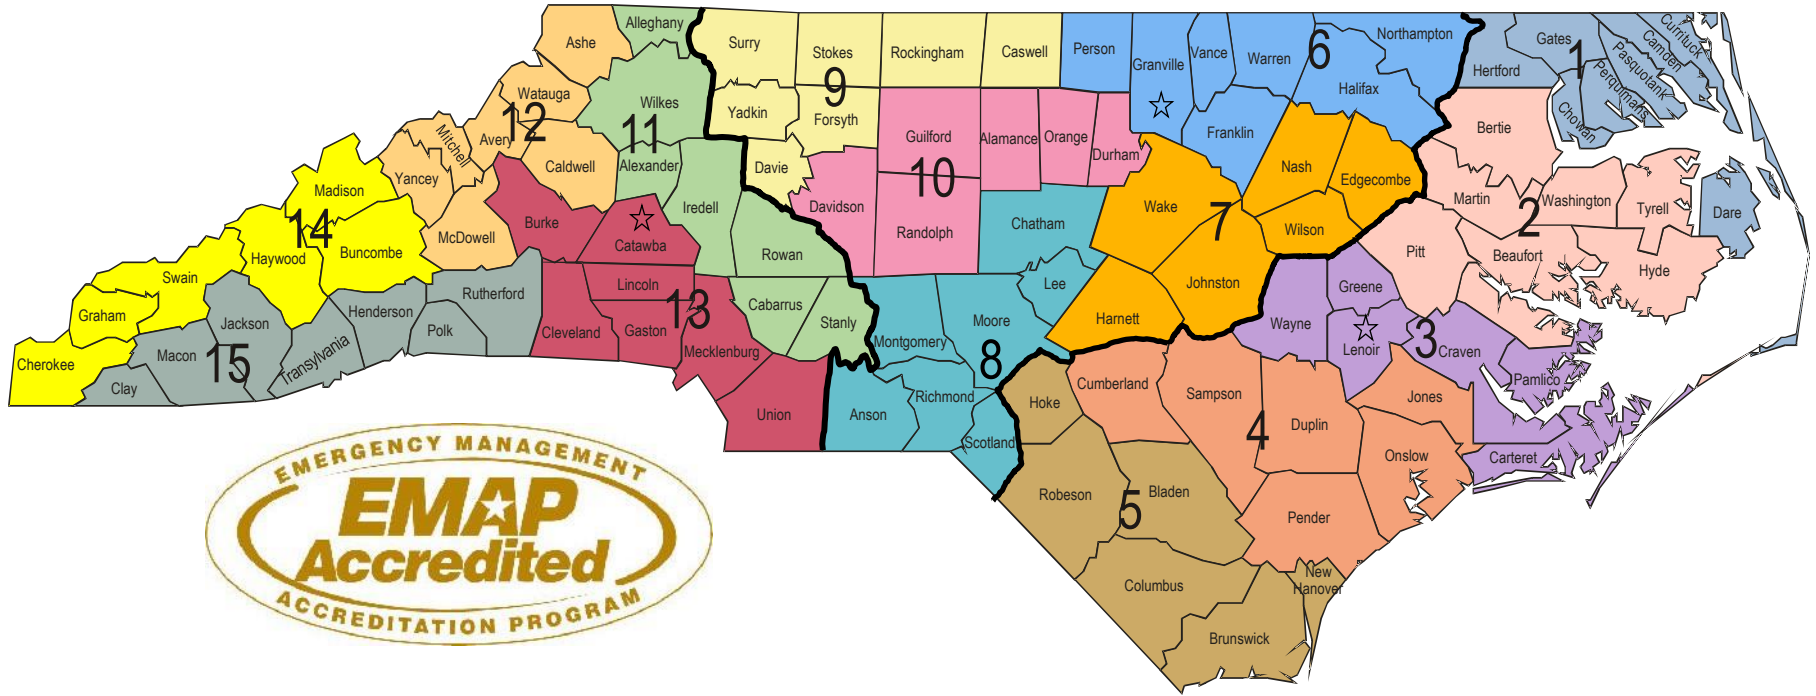 Alleghany
Ashe
Surry
Stokes
Rockingham
Caswell
Person
Granville
Vance
Warren
Northampton
6
Halifax
Hertford
Gates
1
Currituck
Camden
Pasquotank
Perquimans
Chowan
Watauga
12
Avery
Mitchell
Wilkes
11
Yadkin
9
Forsyth
Guilford
Alamance
Orange
Durham
Franklin
Nash
Edgecombe
Bertie
Madison
Yancey
Caldwell
Alexander
Davie
10
14
Burke
Catawba
Iredell
Davidson
Randolph
Chatham
Wake
7
Wilson
Martin
2
Washington
Tyrell
Dare
Haywood
Buncombe
McDowell
Rowan
Pitt
Beaufort
Hyde
Swain
Graham
Jackson
Henderson
Rutherford
Lincoln
13
Cabarrus
Stanly
Lee
Johnston
Greene
Cherokee
Macon
15
Transylvania
Polk
Cleveland
Gaston
Mecklenburg
Montgomery
Moore
8
Harnett
Wayne
Lenoir
3
Craven
Pamlico
Clay
Union
Anson
Richmond
Scotland
Hoke
Cumberland
Sampson
4
Duplin
Jones
Onslow
Carteret
Robeson
5
Bladen
Pender
Columbus
New
Hanover
Brunswick
EMERGENCY MANAGEMENT
EMAP
Accredited
ACCREDITATION PROGRAM